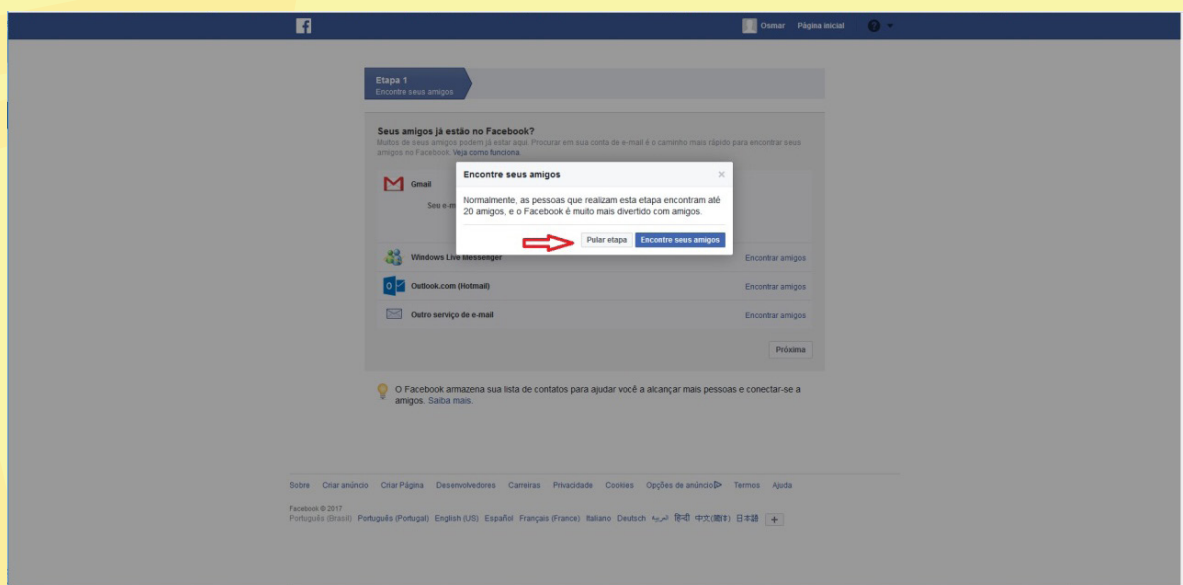 Osmar Página inicial
Etapa 1
Encontre seus amigos
Seus amigos já estão no Facebook?
Muitos de seus amigos podem já estar aqui. Procurar em sua conta de e-mail é o caminho mais rápido para encontrar seus
amigos no Facebook. Veja como funciona.
Gmail
Seu e-m
Encontre seus amigos
Normalmente, as pessoas que realizam esta etapa encontram até
20 amigos, e o Facebook é muito mais divertido com amigos.
Pular etapa Encontre seus amigos
Windows Live Messenger Encontrar amigos
Outlook.com (Hotmail) Encontrar amigos
Outro serviço de e-mail Encontrar amigos
Próxima
O Facebook armazena sua lista de contatos para ajudar você a alcançar mais pessoas e conectar-se a
amigos. Saiba mais.
Sobre Criar anúncio Criar Página Desenvolvedores Carreiras Privacidade Cookies Opções de anúncio Termos Ajuda
Facebook © 2017
Português (Brasil) Português (Portugal) English (US) Español Français (France) Italiano Deutsch العربية हिन्दी 中文(简体) 日本語 +